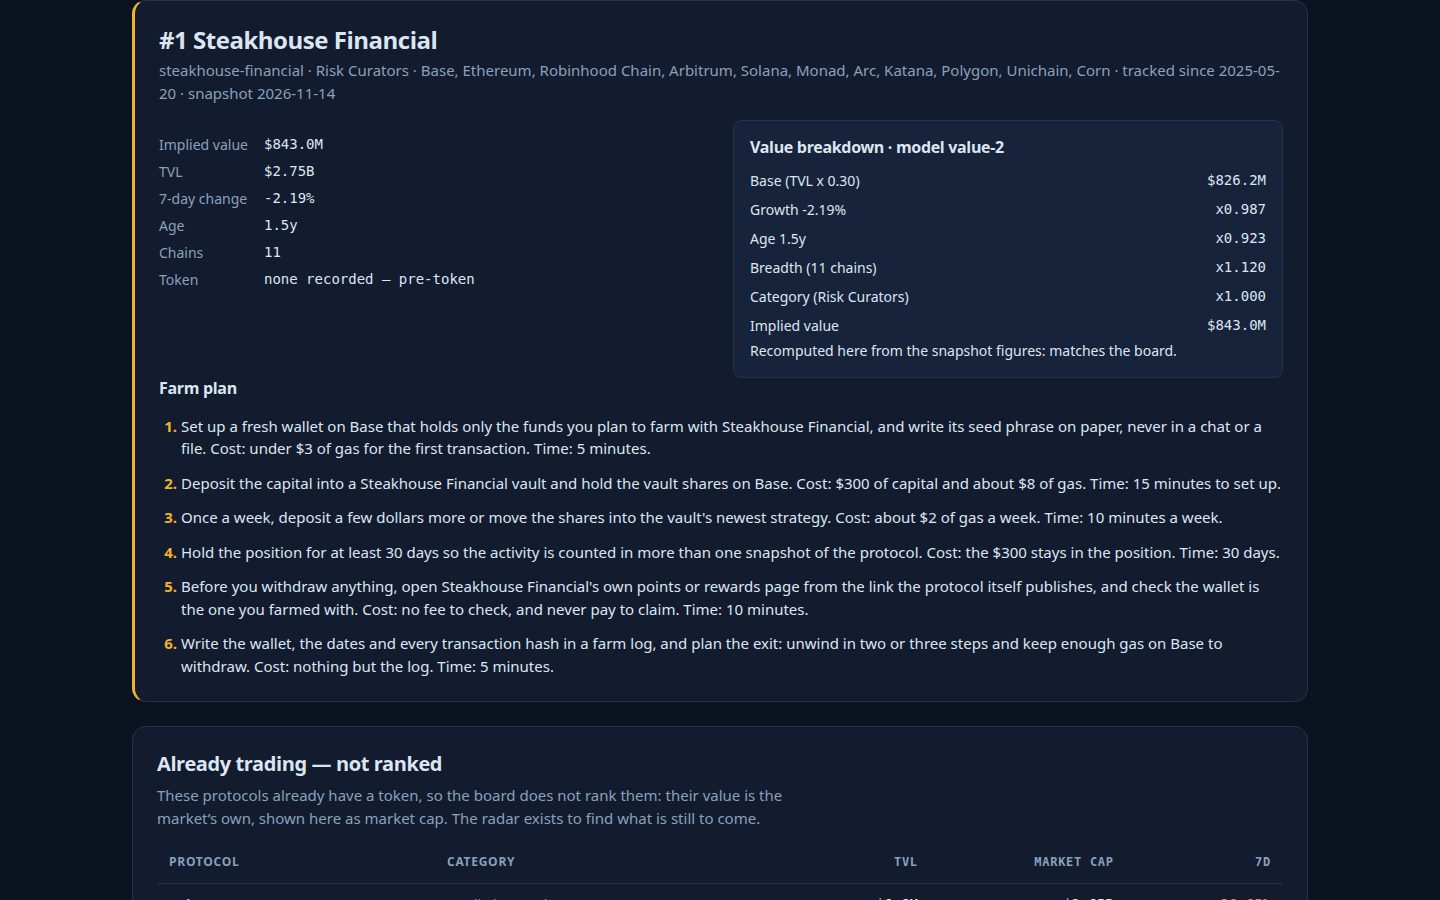 #1 Steakhouse Financial
steakhouse-financial · Risk Curators · Base, Ethereum, Robinhood Chain, Arbitrum, Solana, Monad, Arc, Katana, Polygon, Unichain, Corn · tracked since 2025-05-
20 · snapshot 2026-11-14
Implied value $843.0M
TVL $2.75B
7-day change -2.19%
Age 1.5y
Chains 11
Token none recorded — pre-token
Value breakdown · model value-2
Base (TVL x 0.30) $826.2M
Growth -2.19% x0.987
Age 1.5y x0.923
Breadth (11 chains) x1.120
Category (Risk Curators) x1.000
Implied value $843.0M
Recomputed here from the snapshot figures: matches the board.
Farm plan
1. Set up a fresh wallet on Base that holds only the funds you plan to farm with Steakhouse Financial, and write its seed phrase on paper, never in a chat or a
file. Cost: under $3 of gas for the first transaction. Time: 5 minutes.
2. Deposit the capital into a Steakhouse Financial vault and hold the vault shares on Base. Cost: $300 of capital and about $8 of gas. Time: 15 minutes to set up.
3. Once a week, deposit a few dollars more or move the shares into the vault's newest strategy. Cost: about $2 of gas a week. Time: 10 minutes a week.
4. Hold the position for at least 30 days so the activity is counted in more than one snapshot of the protocol. Cost: the $300 stays in the position. Time: 30 days.
5. Before you withdraw anything, open Steakhouse Financial's own points or rewards page from the link the protocol itself publishes, and check the wallet is
the one you farmed with. Cost: no fee to check, and never pay to claim. Time: 10 minutes.
6. Write the wallet, the dates and every transaction hash in a farm log, and plan the exit: unwind in two or three steps and keep enough gas on Base to
withdraw. Cost: nothing but the log. Time: 5 minutes.
Already trading — not ranked
These protocols already have a token, so the board does not rank them: their value is the
market's own, shown here as market cap. The radar exists to find what is still to come.
PROTOCOL CATEGORY TVL MARKET CAP 7D